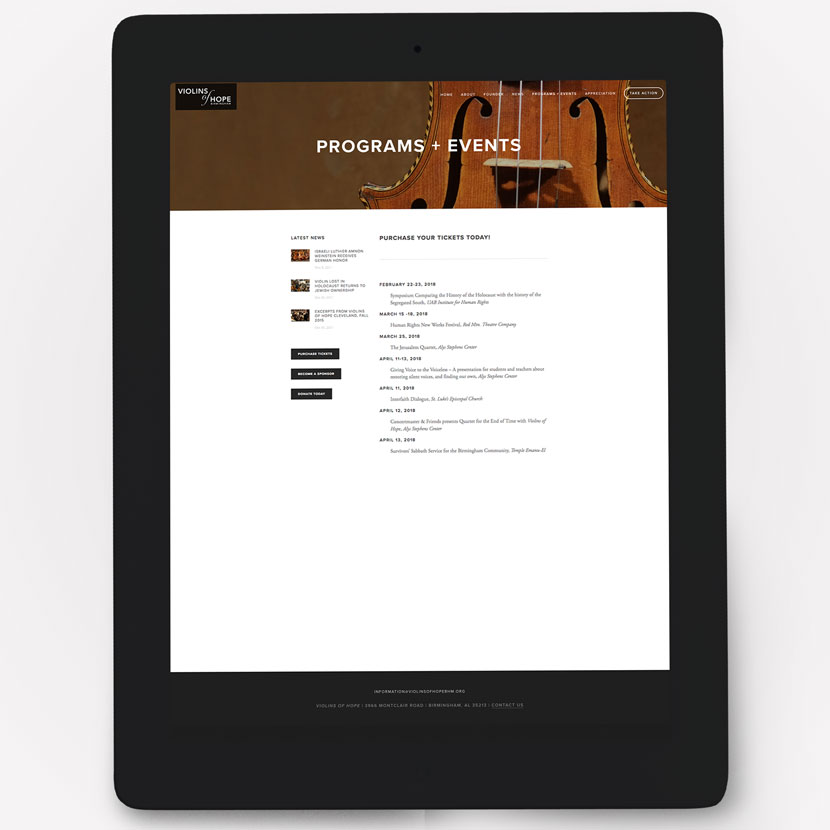 VIOLINS
of HOPE
HOME ABOUT FOUNDER NEWS PROGRAMS + EVENTS APPRECIATION TAKE ACTION
PROGRAMS + EVENTS
LATEST NEWS
ISRAELI LUTHIER AMNON
WEINSTEIN RECEIVES
GERMAN HONOR
VIOLIN LOST IN
HOLOCAUST RETURNS TO
JEWISH OWNERSHIP
EXCERPTS FROM VIOLINS
OF HOPE CLEVELAND, FALL
2015
PURCHASE TICKETS
BECOME A SPONSOR
DONATE TODAY
PURCHASE YOUR TICKETS TODAY!
FEBRUARY 22-23, 2018
Symposium Comparing the History of the Holocaust with the history of the
Segregated South, UAB Institute for Human Rights
MARCH 15 -18, 2018
Human Rights New Works Festival, Red Mtn. Theatre Company
MARCH 25, 2018
The Jerusalem Quartet, Alys Stephens Center
APRIL 11-13, 2018
Giving Voice to the Voiceless – A presentation for students and teachers about
restoring silent voices, and finding our own, Alys Stephens Center
APRIL 11, 2018
Interfaith Dialogue, St. Luke's Episcopal Church
APRIL 12, 2018
Concertmaster & Friends presents Quartet for the End of Time with Violins of
Hope, Alys Stephens Center
APRIL 13, 2018
Survivors' Sabbath Service for the Birmingham Community, Temple Emanu-El
INFORMATION@VIOLINSOFHOPEBHM.ORG
VIOLINS OF HOPE | 3966 MONTCLAIR ROAD | BIRMINGHAM, AL 35213 | CONTACT US